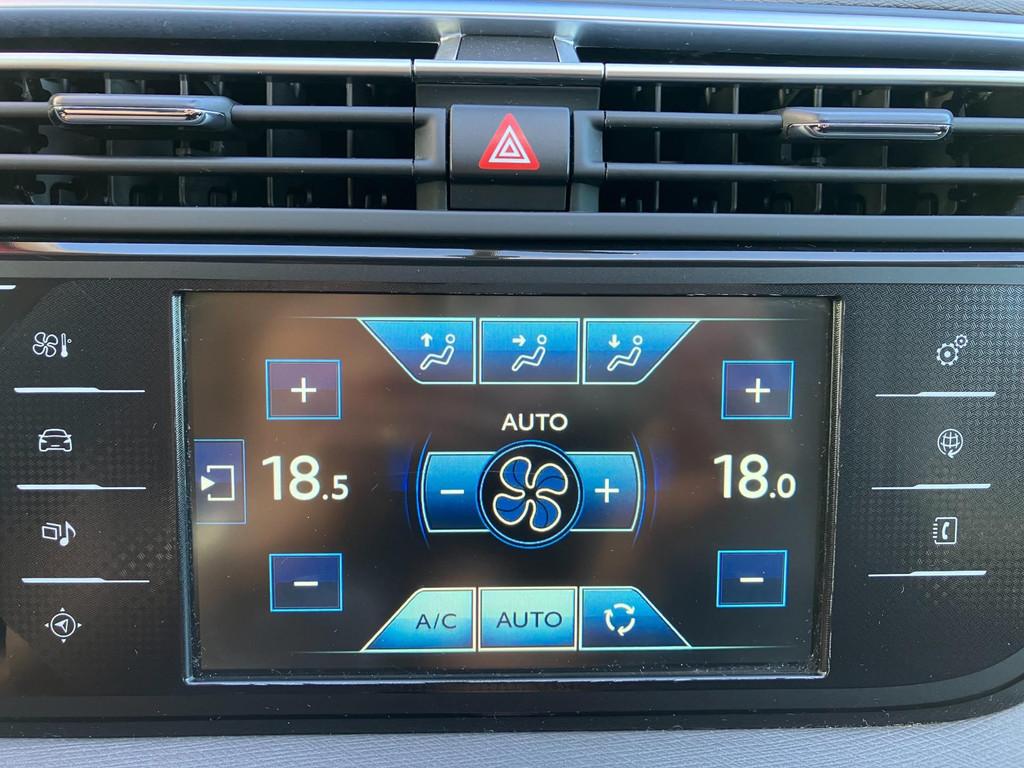 + +
AUTO
18.5 − + 18.0
− −
A/C AUTO